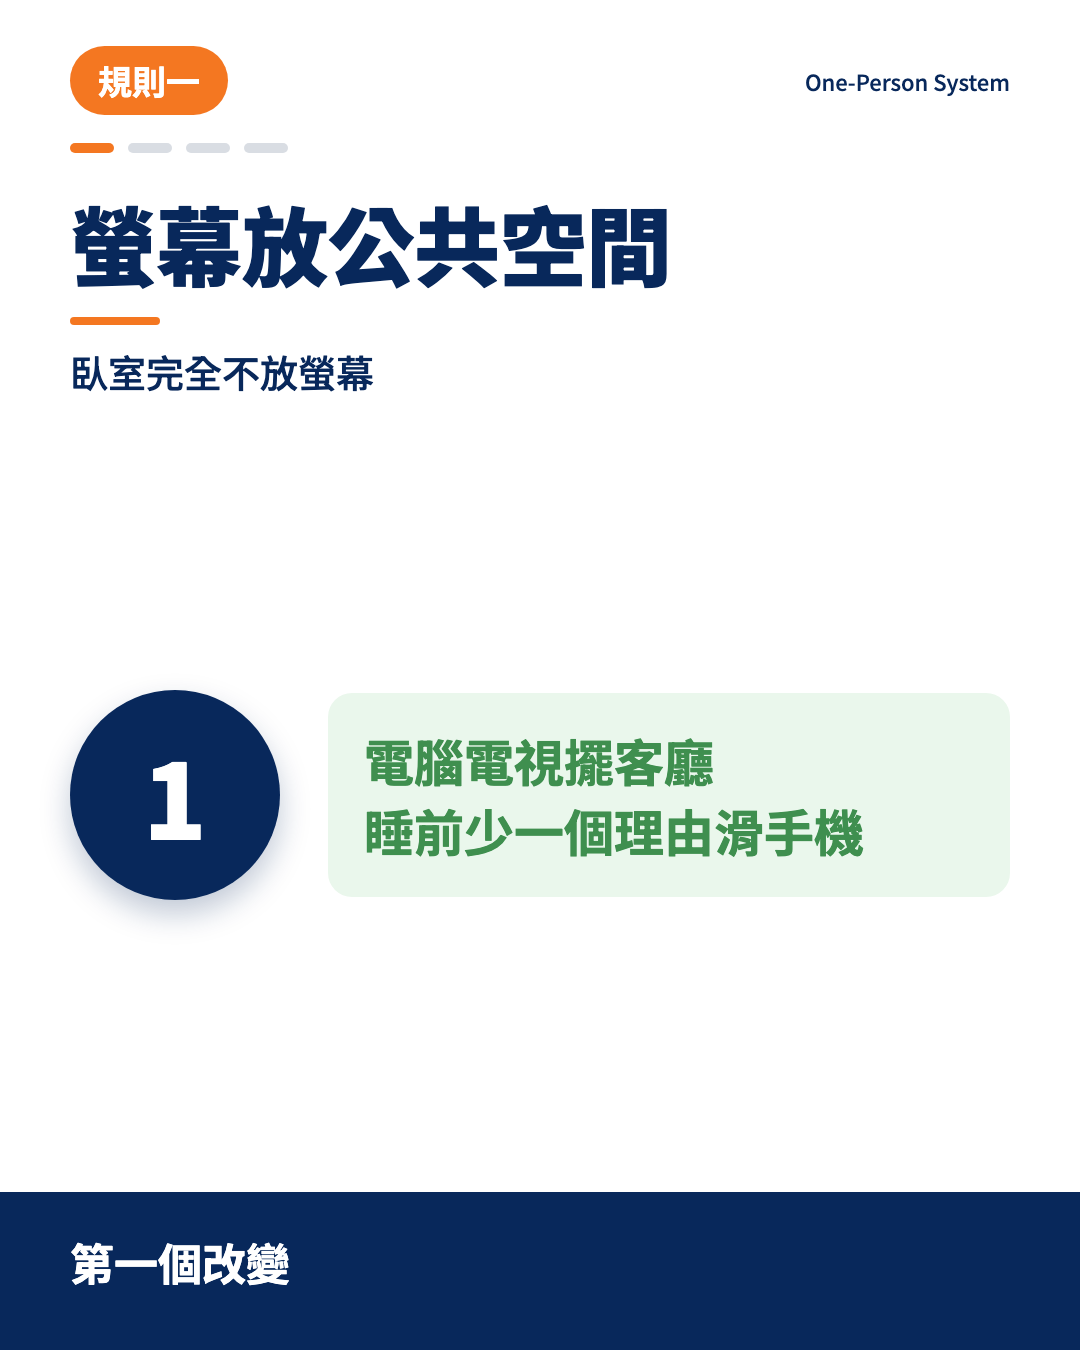 規則一
One-Person System
螢幕放公共空間
臥室完全不放螢幕
1
電腦電視擺客廳
睡前少一個理由滑手機
第一個改變